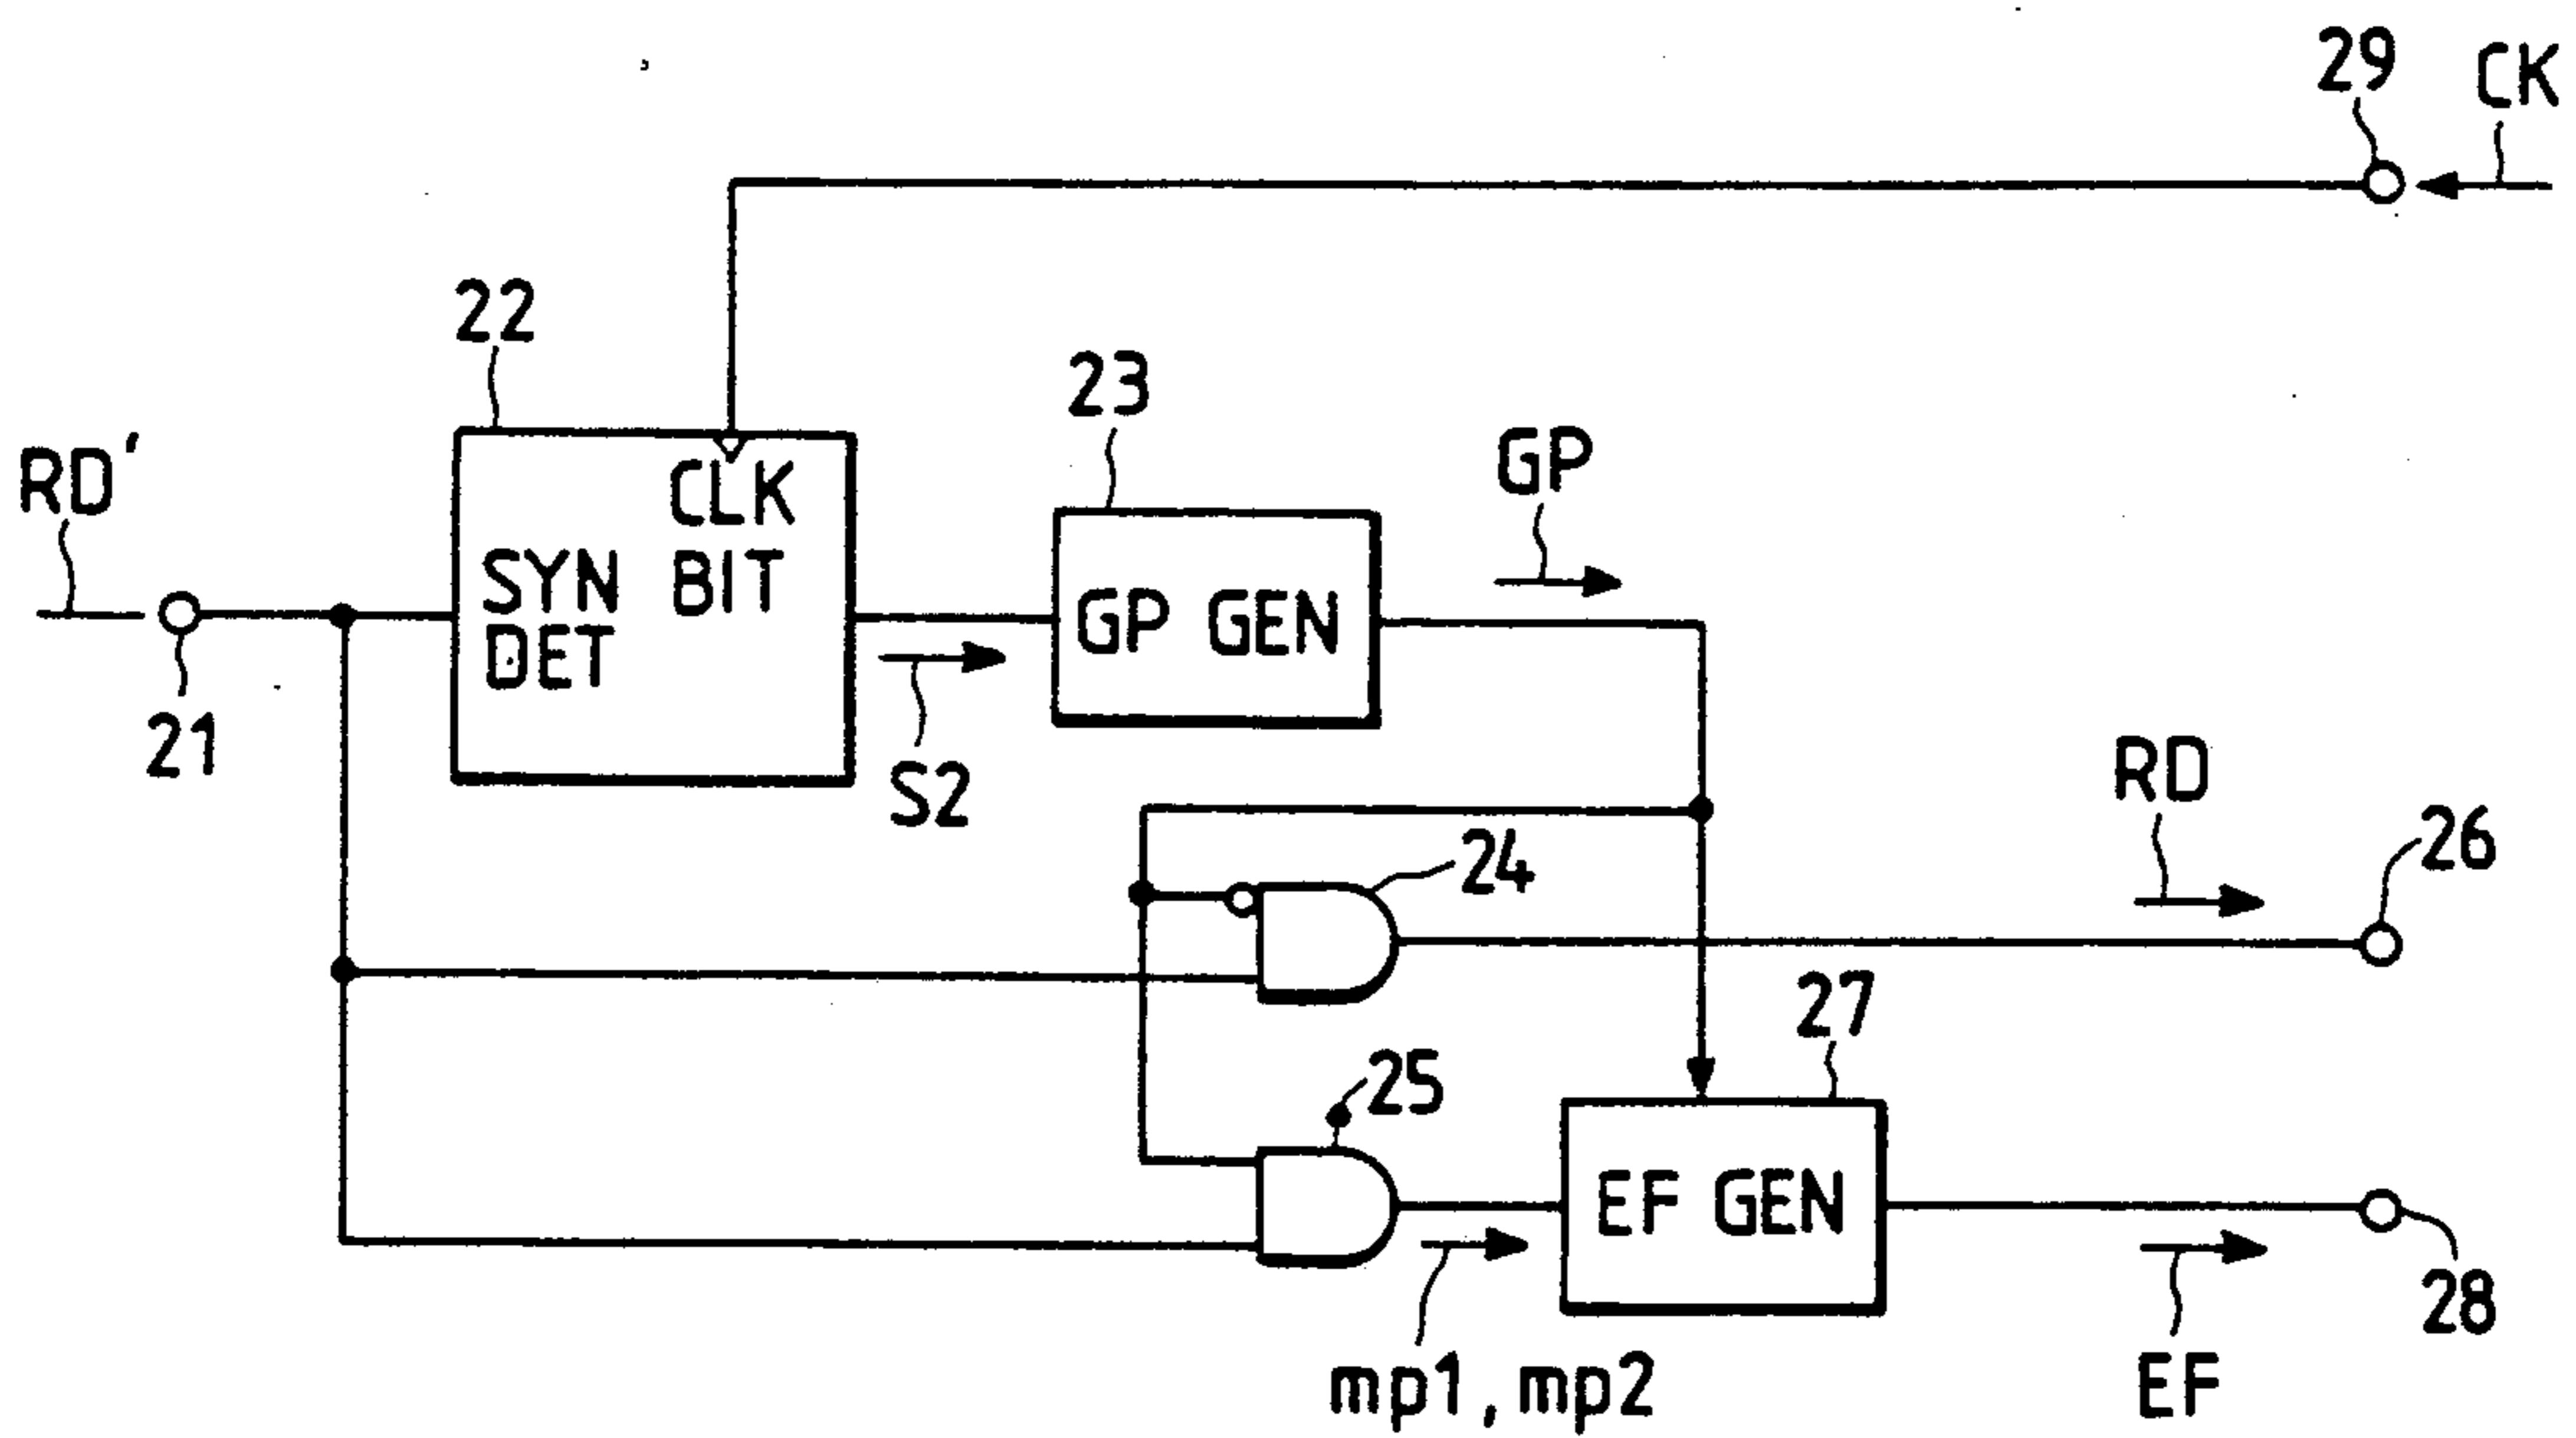 29
CK
22
23
RD'
CLK
GP
SYN BIT
DET
GP GEN
21
S2
RD
24
26
27
25
EF GEN
28
mp1, mp2
EF